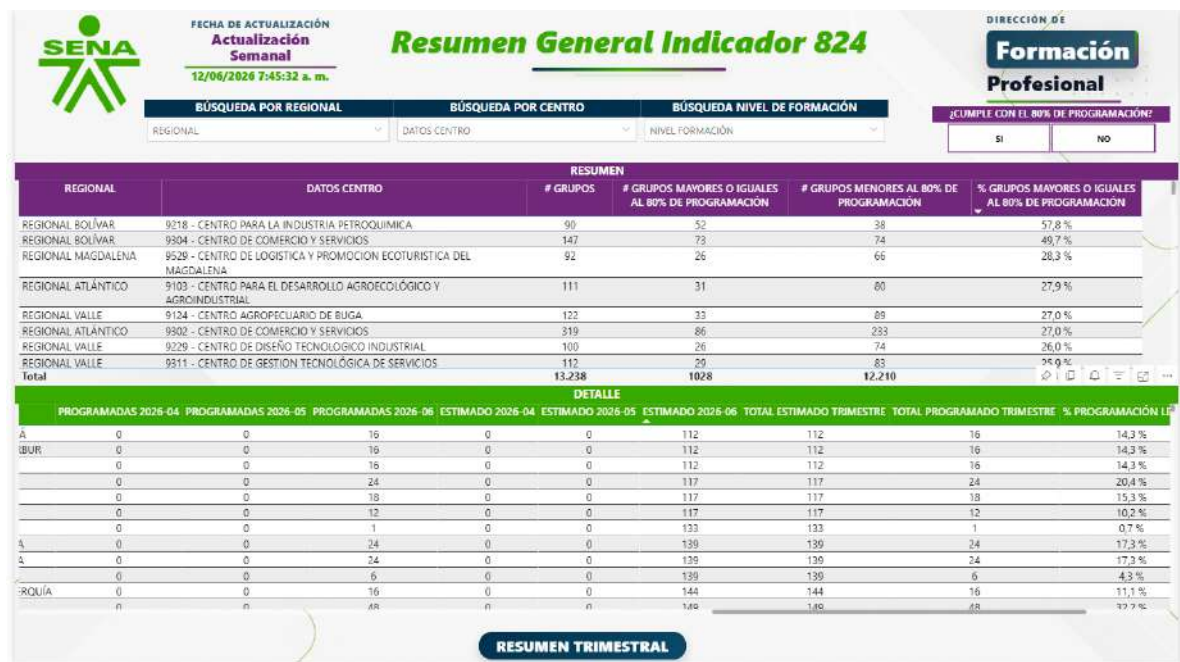 SENA
FECHA DE ACTUALIZACIÓN
Actualización
Semanal
12/06/2026 7:45:32 a. m.
Resumen General Indicador 824
DIRECCIÓN DE
Formación
Profesional
BÚSQUEDA POR REGIONAL BÚSQUEDA POR CENTRO BÚSQUEDA NIVEL DE FORMACIÓN
REGIONAL DATOS CENTRO NIVEL FORMACIÓN
¿CUMPLE CON EL 80% DE PROGRAMACIÓN?
SI NO
RESUMEN
REGIONAL DATOS CENTRO # GRUPOS # GRUPOS MAYORES O IGUALES # GRUPOS MENORES AL 80% DE % GRUPOS MAYORES O IGUALES
AL 80% DE PROGRAMACIÓN PROGRAMACIÓN AL 80% DE PROGRAMACIÓN
REGIONAL BOLÍVAR 9218 - CENTRO PARA LA INDUSTRIA PETROQUIMICA 90 52 38 57,8 %
REGIONAL BOLÍVAR 9304 - CENTRO DE COMERCIO Y SERVICIOS 147 73 74 49,7 %
REGIONAL MAGDALENA 9529 - CENTRO DE LOGISTICA Y PROMOCION ECOTURISTICA DEL 92 26 66 28,3 %
MAGDALENA
REGIONAL ATLÁNTICO 9103 - CENTRO PARA EL DESARROLLO AGROECOLÓGICO Y 111 31 80 27,9 %
AGROINDUSTRIAL
REGIONAL VALLE 9124 - CENTRO AGROPECUARIO DE BUGA 122 33 89 27,0 %
REGIONAL ATLÁNTICO 9302 - CENTRO DE COMERCIO Y SERVICIOS 319 86 233 27,0 %
REGIONAL VALLE 9229 - CENTRO DE DISEÑO TECNOLOGICO INDUSTRIAL 100 26 74 26,0 %
REGIONAL VALLE 9311 - CENTRO DE GESTION TECNOLÓGICA DE SERVICIOS 112 29 83 25,9 %
Total 13.238 1028 12.210
DETALLE
PROGRAMADAS 2026-04 PROGRAMADAS 2026-05 PROGRAMADAS 2026-06 ESTIMADO 2026-04 ESTIMADO 2026-05 ESTIMADO 2026-06 TOTAL ESTIMADO TRIMESTRE TOTAL PROGRAMADO TRIMESTRE % PROGRAMACIÓN
Á 0 0 16 0 0 112 112 16 14,3 %
RBUR 0 0 16 0 0 112 112 16 14,3 %
0 0 16 0 0 112 112 16 14,3 %
0 0 24 0 0 117 117 24 20,4 %
0 0 18 0 0 117 117 18 15,3 %
0 0 12 0 0 117 117 12 10,2 %
0 0 1 0 0 133 133 1 0,7 %
A 0 0 24 0 0 139 139 24 17,3 %
A 0 0 24 0 0 139 139 24 17,3 %
0 0 6 0 0 139 139 6 4,3 %
ERQUÍA 0 0 16 0 0 144 144 16 11,1 %
0 0 48 0 0 149 149 48 32,2 %
RESUMEN TRIMESTRAL